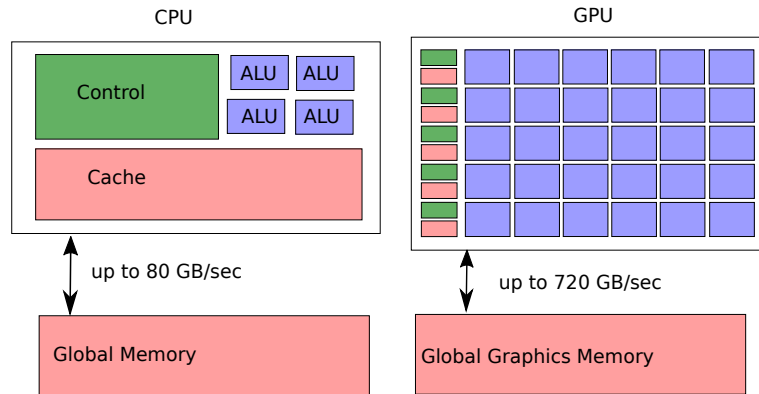 CPU
GPU
Control
ALU
ALU
ALU
ALU
Cache
up to 80 GB/sec
up to 720 GB/sec
Global Memory
Global Graphics Memory